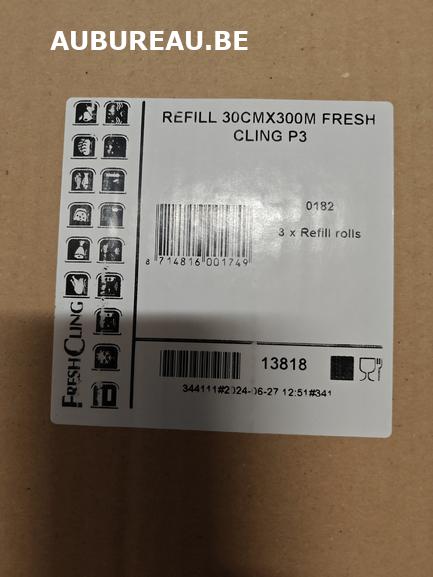 AUBUREAU.BE
REFILL 30CMX300M FRESH
CLING P3
0182
3 x Refill rolls
8 714816 001749
FRESHCLING
13818
344111#2024-06-27 12:51#341